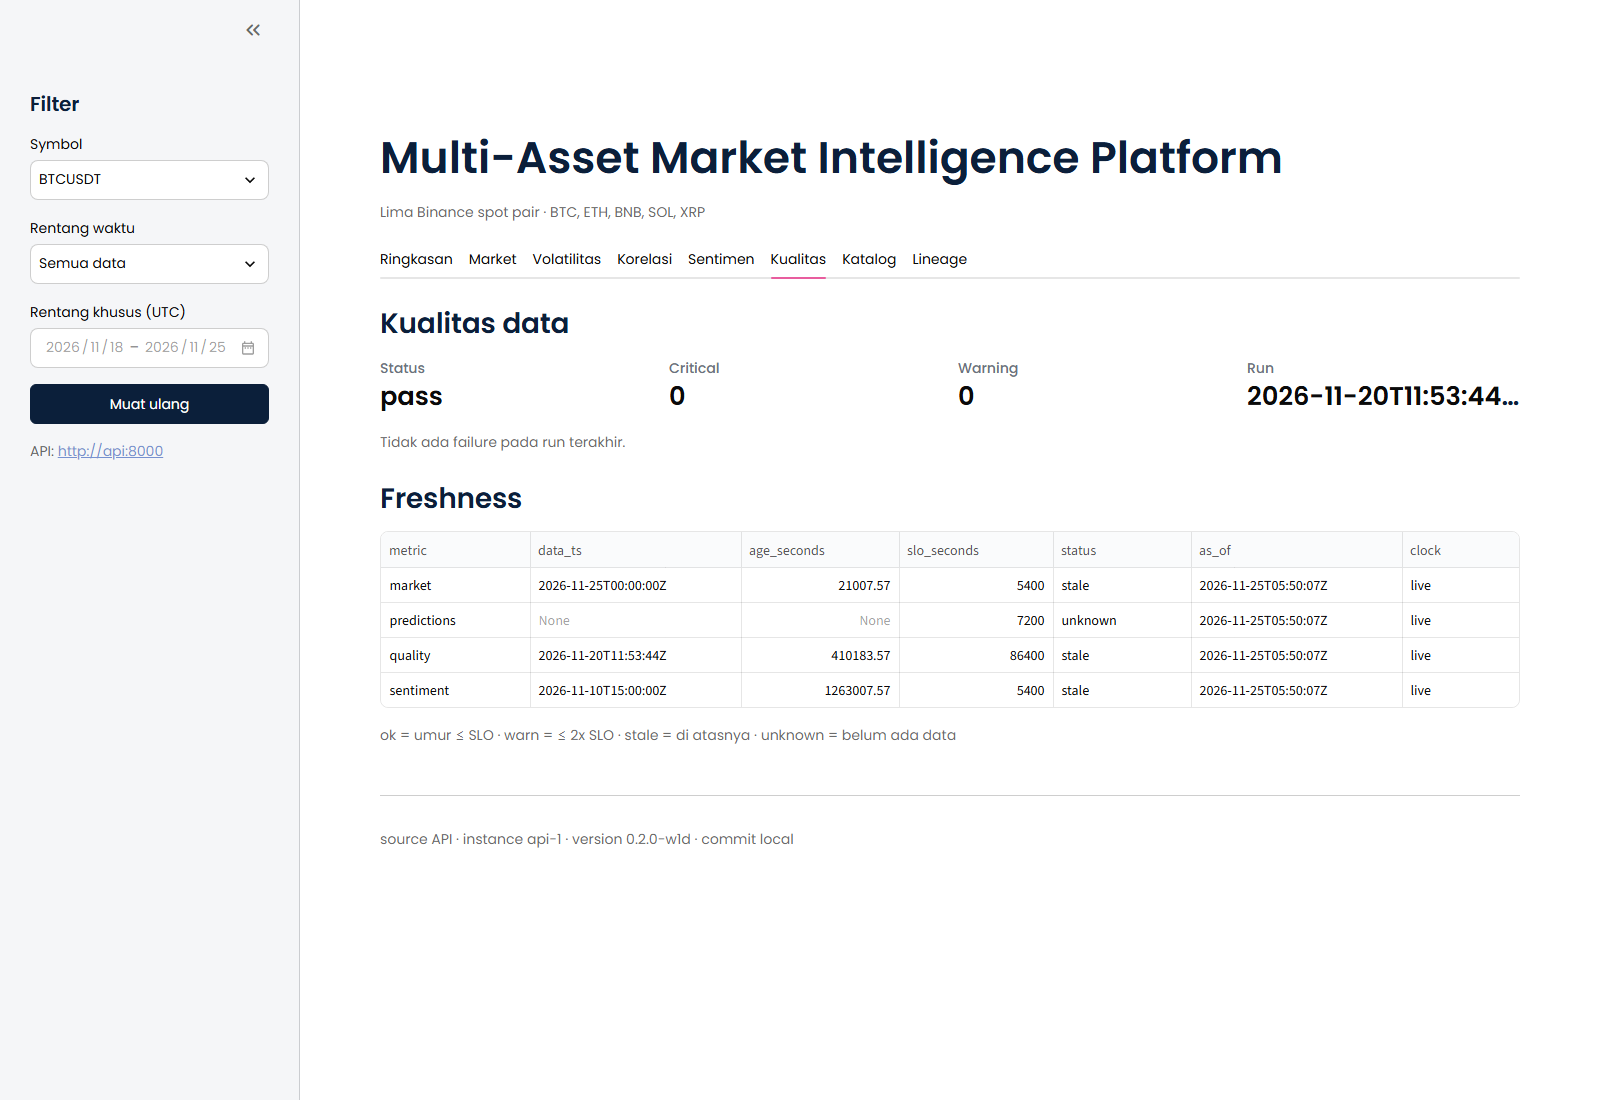 Filter
Symbol
BTCUSDT
Rentang waktu
Semua data
Rentang khusus (UTC)
2026/11/18 – 2026/11/25
Muat ulang
API: http://api:8000
Multi-Asset Market Intelligence Platform
Lima Binance spot pair · BTC, ETH, BNB, SOL, XRP
Ringkasan Market Volatilitas Korelasi Sentimen Kualitas Katalog Lineage
Kualitas data
Status Critical Warning Run
pass 0 0 2026-11-20T11:53:44...
Tidak ada failure pada run terakhir.
Freshness
metric data_ts age_seconds slo_seconds status as_of clock
market 2026-11-25T00:00:00Z 21007.57 5400 stale 2026-11-25T05:50:07Z live
predictions None None 7200 unknown 2026-11-25T05:50:07Z live
quality 2026-11-20T11:53:44Z 410183.57 86400 stale 2026-11-25T05:50:07Z live
sentiment 2026-11-10T15:00:00Z 1263007.57 5400 stale 2026-11-25T05:50:07Z live
ok = umur ≤ SLO · warn = ≤ 2x SLO · stale = di atasnya · unknown = belum ada data
source API · instance api-1 · version 0.2.0-w1d · commit local